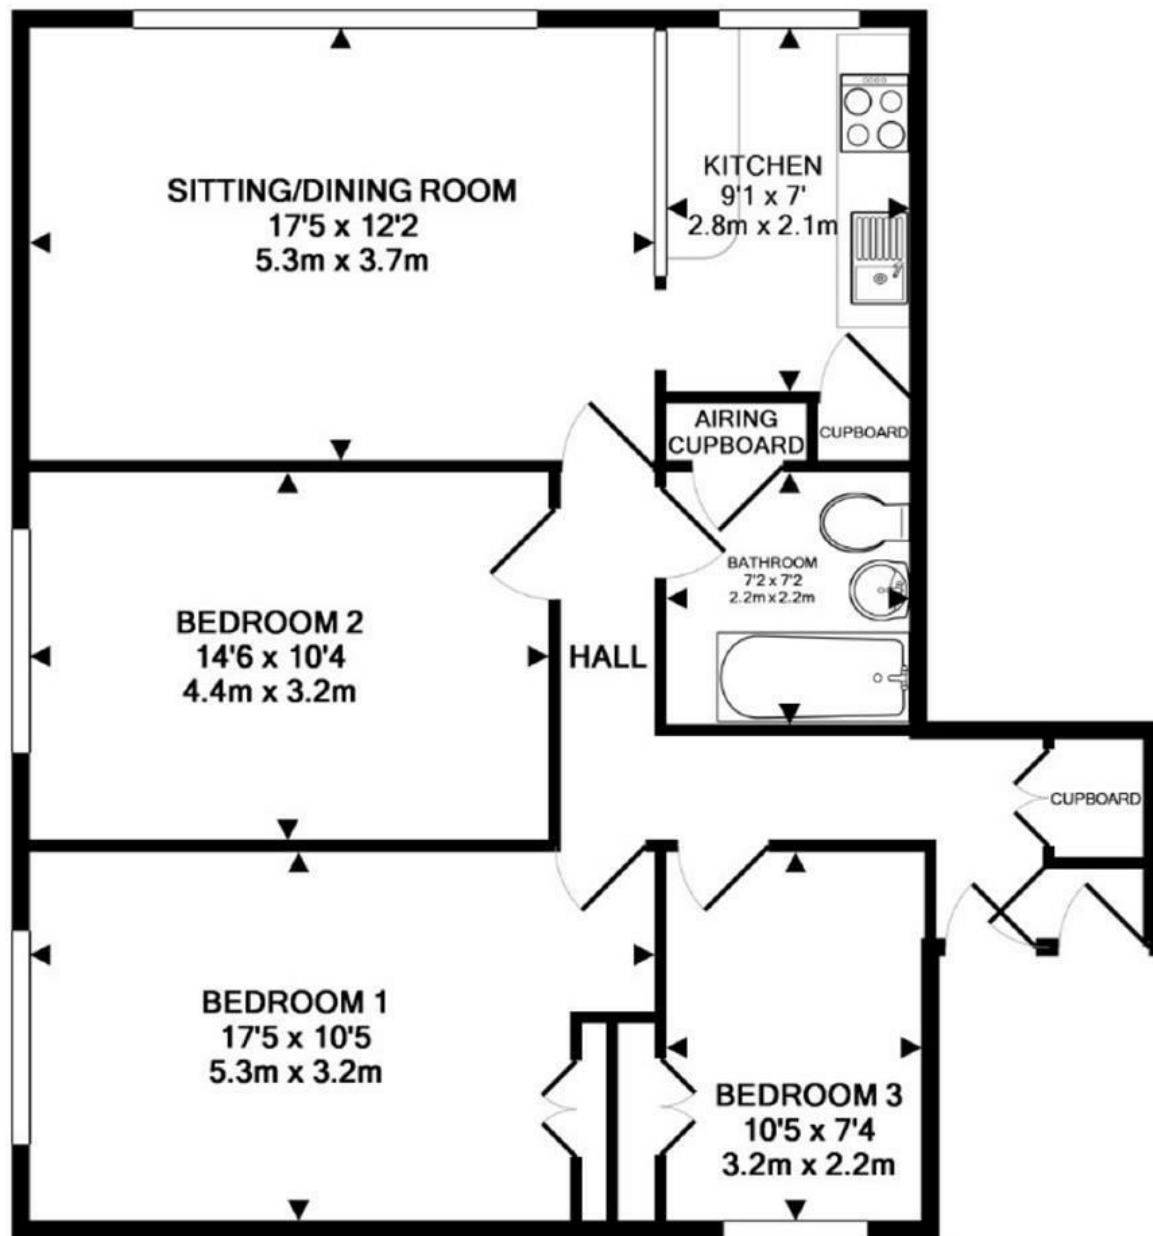 SITTING/DINING ROOM
17'5 x 12'2
5.3m x 3.7m
KITCHEN
9'1 x 7'
2.8m x 2.1m
AIRING
CUPBOARD
CUPBOARD
BATHROOM
7'2 x 7'2
2.2m x 2.2m
BEDROOM 2
14'6 x 10'4
4.4m x 3.2m
HALL
CUPBOARD
BEDROOM 1
17'5 x 10'5
5.3m x 3.2m
BEDROOM 3
10'5 x 7'4
3.2m x 2.2m